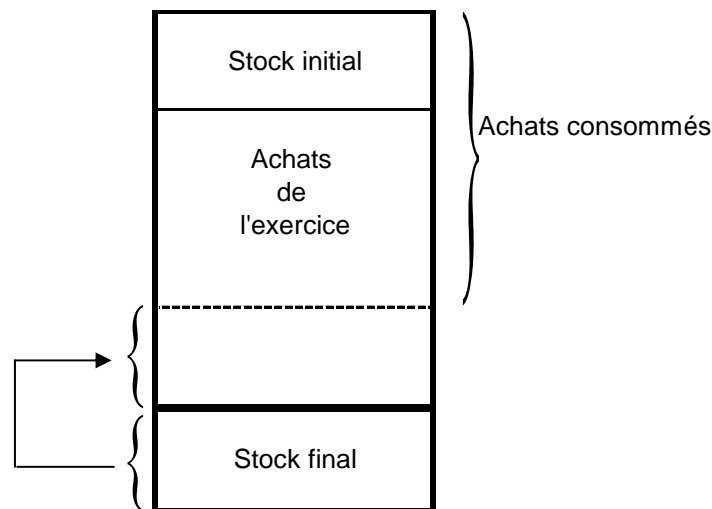 Stock initial
Achats consommés
Achats
de
l'exercice
Stock final